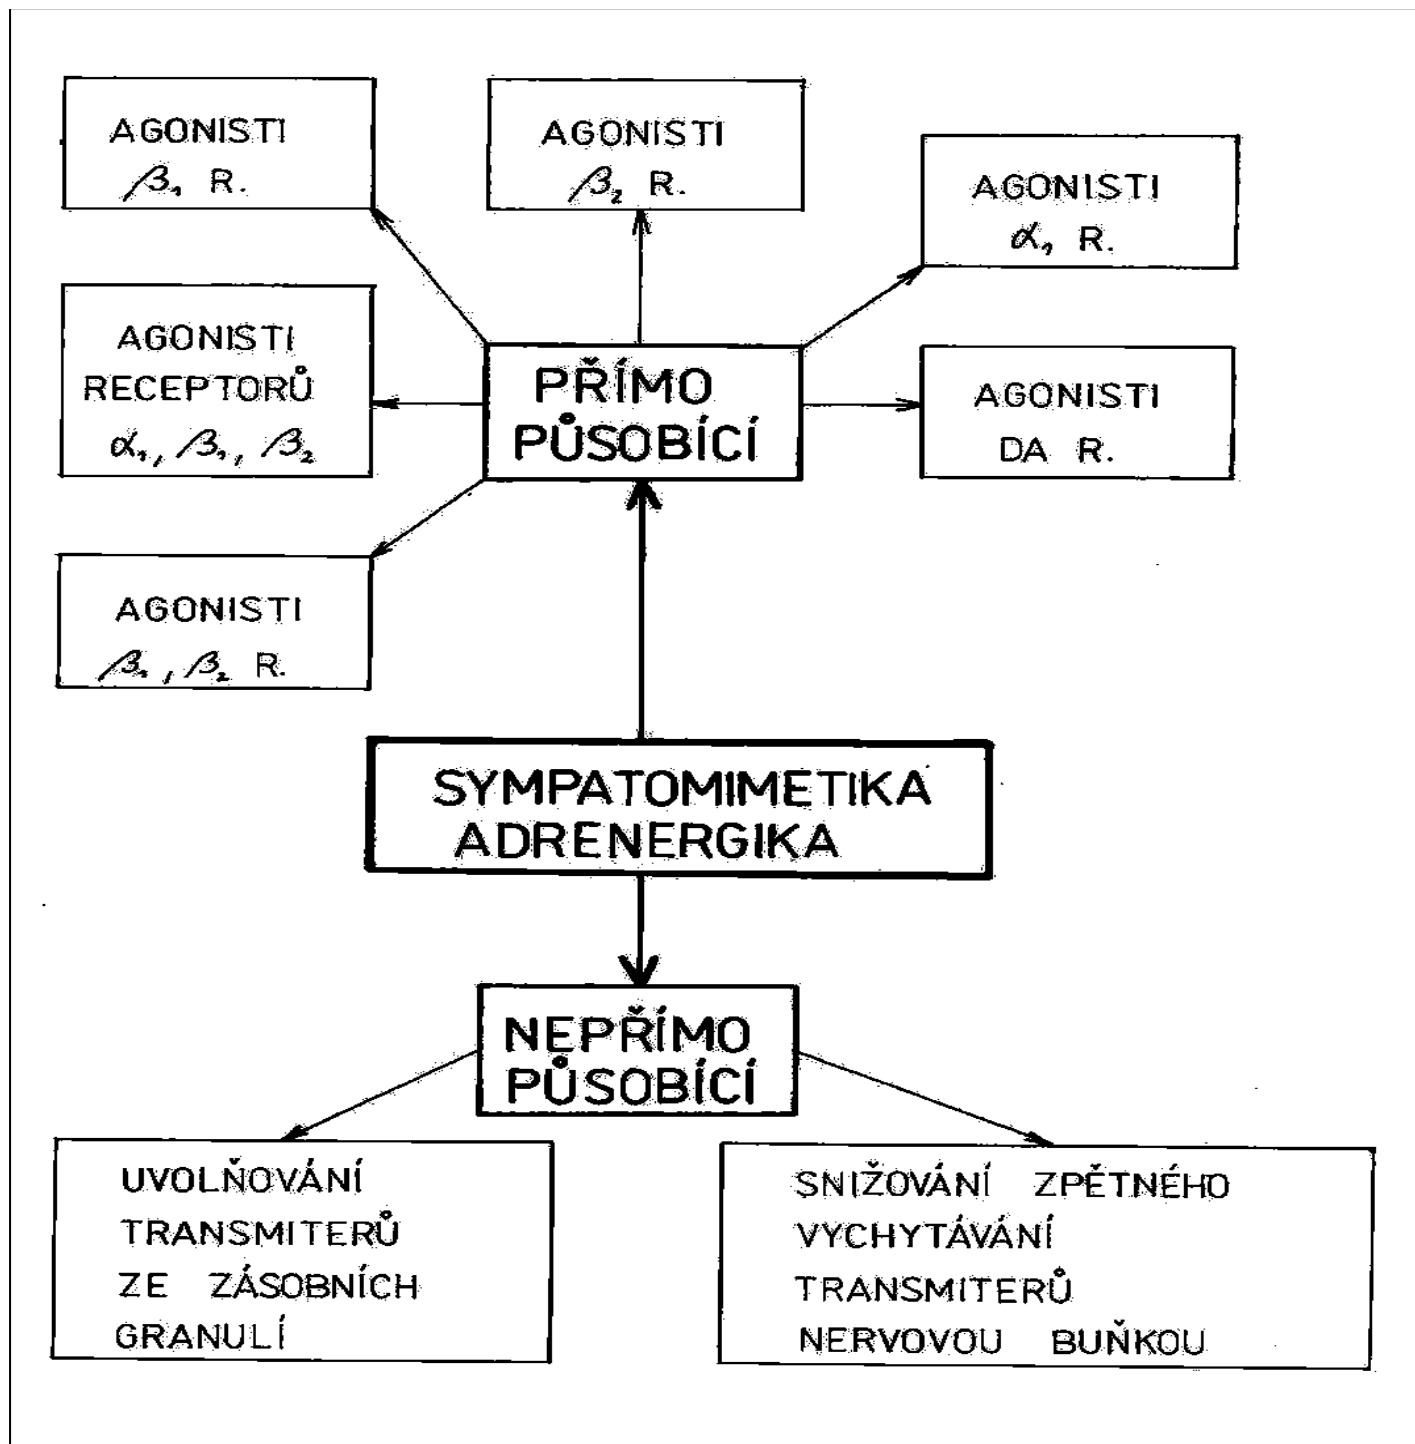 AGONISTI
β₁ R.
AGONISTI
β₂ R.
AGONISTI
α₁ R.
AGONISTI
RECEPTORŮ
α₁, β₁, β₂
PŘÍMO
PŮSOBÍCÍ
AGONISTI
DA R.
AGONISTI
β₁, β₂ R.
SYMPATOMIMETIKA
ADRENERGIKA
NEPŘÍMO
PŮSOBÍCÍ
UVOLŇOVÁNÍ
TRANSMITERŮ
ZE ZÁSOBNÍCH
GRANULÍ
SNIŽOVÁNÍ ZPĚTNÉHO
VYCHYTÁVÁNÍ
TRANSMITERŮ
NERVOVOU BUŇKOU